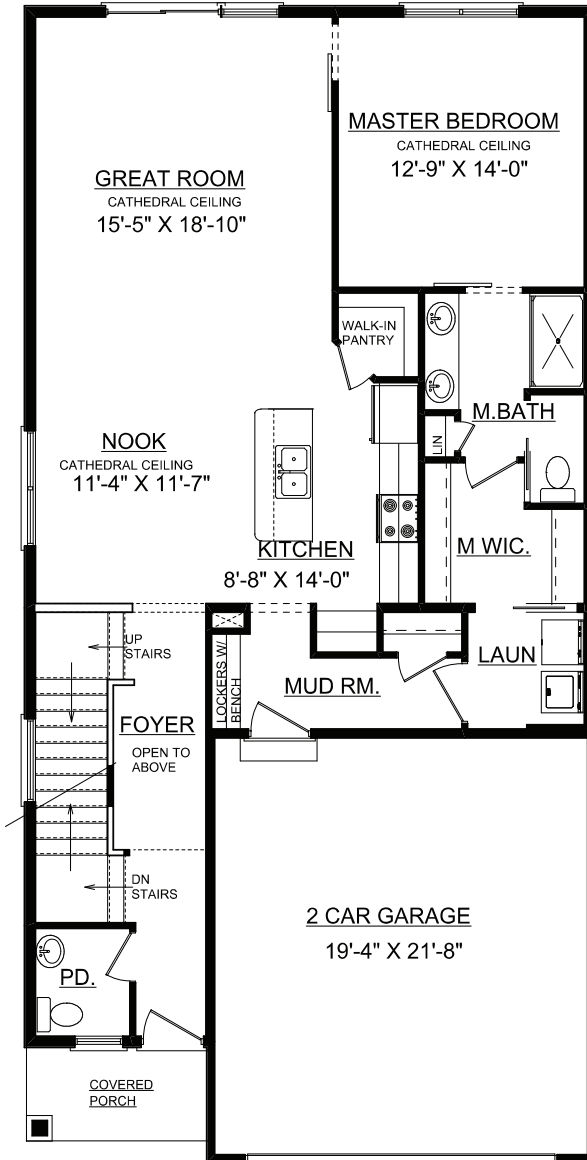 MASTER BEDROOM
CATHEDRAL CEILING
12'-9" X 14'-0"
GREAT ROOM
CATHEDRAL CEILING
15'-5" X 18'-10"
WALK-IN
PANTRY
M.BATH
LIN
NOOK
CATHEDRAL CEILING
11'-4" X 11'-7"
KITCHEN
8'-8" X 14'-0"
M WIC.
UP
STAIRS
LOCKERS W/
BENCH
MUD RM.
LAUN
FOYER
OPEN TO
ABOVE
DN
STAIRS
2 CAR GARAGE
19'-4" X 21'-8"
PD.
COVERED
PORCH